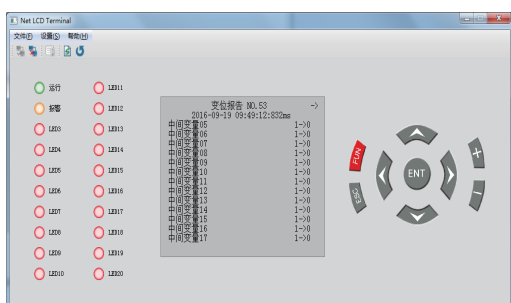 Net LCD Terminal
文件(F) 设置(S) 帮助(H)
运行 LED11
报警 LED12
LED3 LED13
LED4 LED14
LED5 LED15
LED6 LED16
LED7 LED17
LED8 LED18
LED9 LED19
LED10 LED20
变位报告 NO.53 ->
2016-09-19 09:49:12:832ms
中间变量05 1->0
中间变量06 1->0
中间变量07 1->0
中间变量08 1->0
中间变量09 1->0
中间变量10 1->0
中间变量11 1->0
中间变量12 1->0
中间变量13 1->0
中间变量14 1->0
中间变量15 1->0
中间变量16 1->0
中间变量17 1->0
FUN
ENT
ESC
+
-